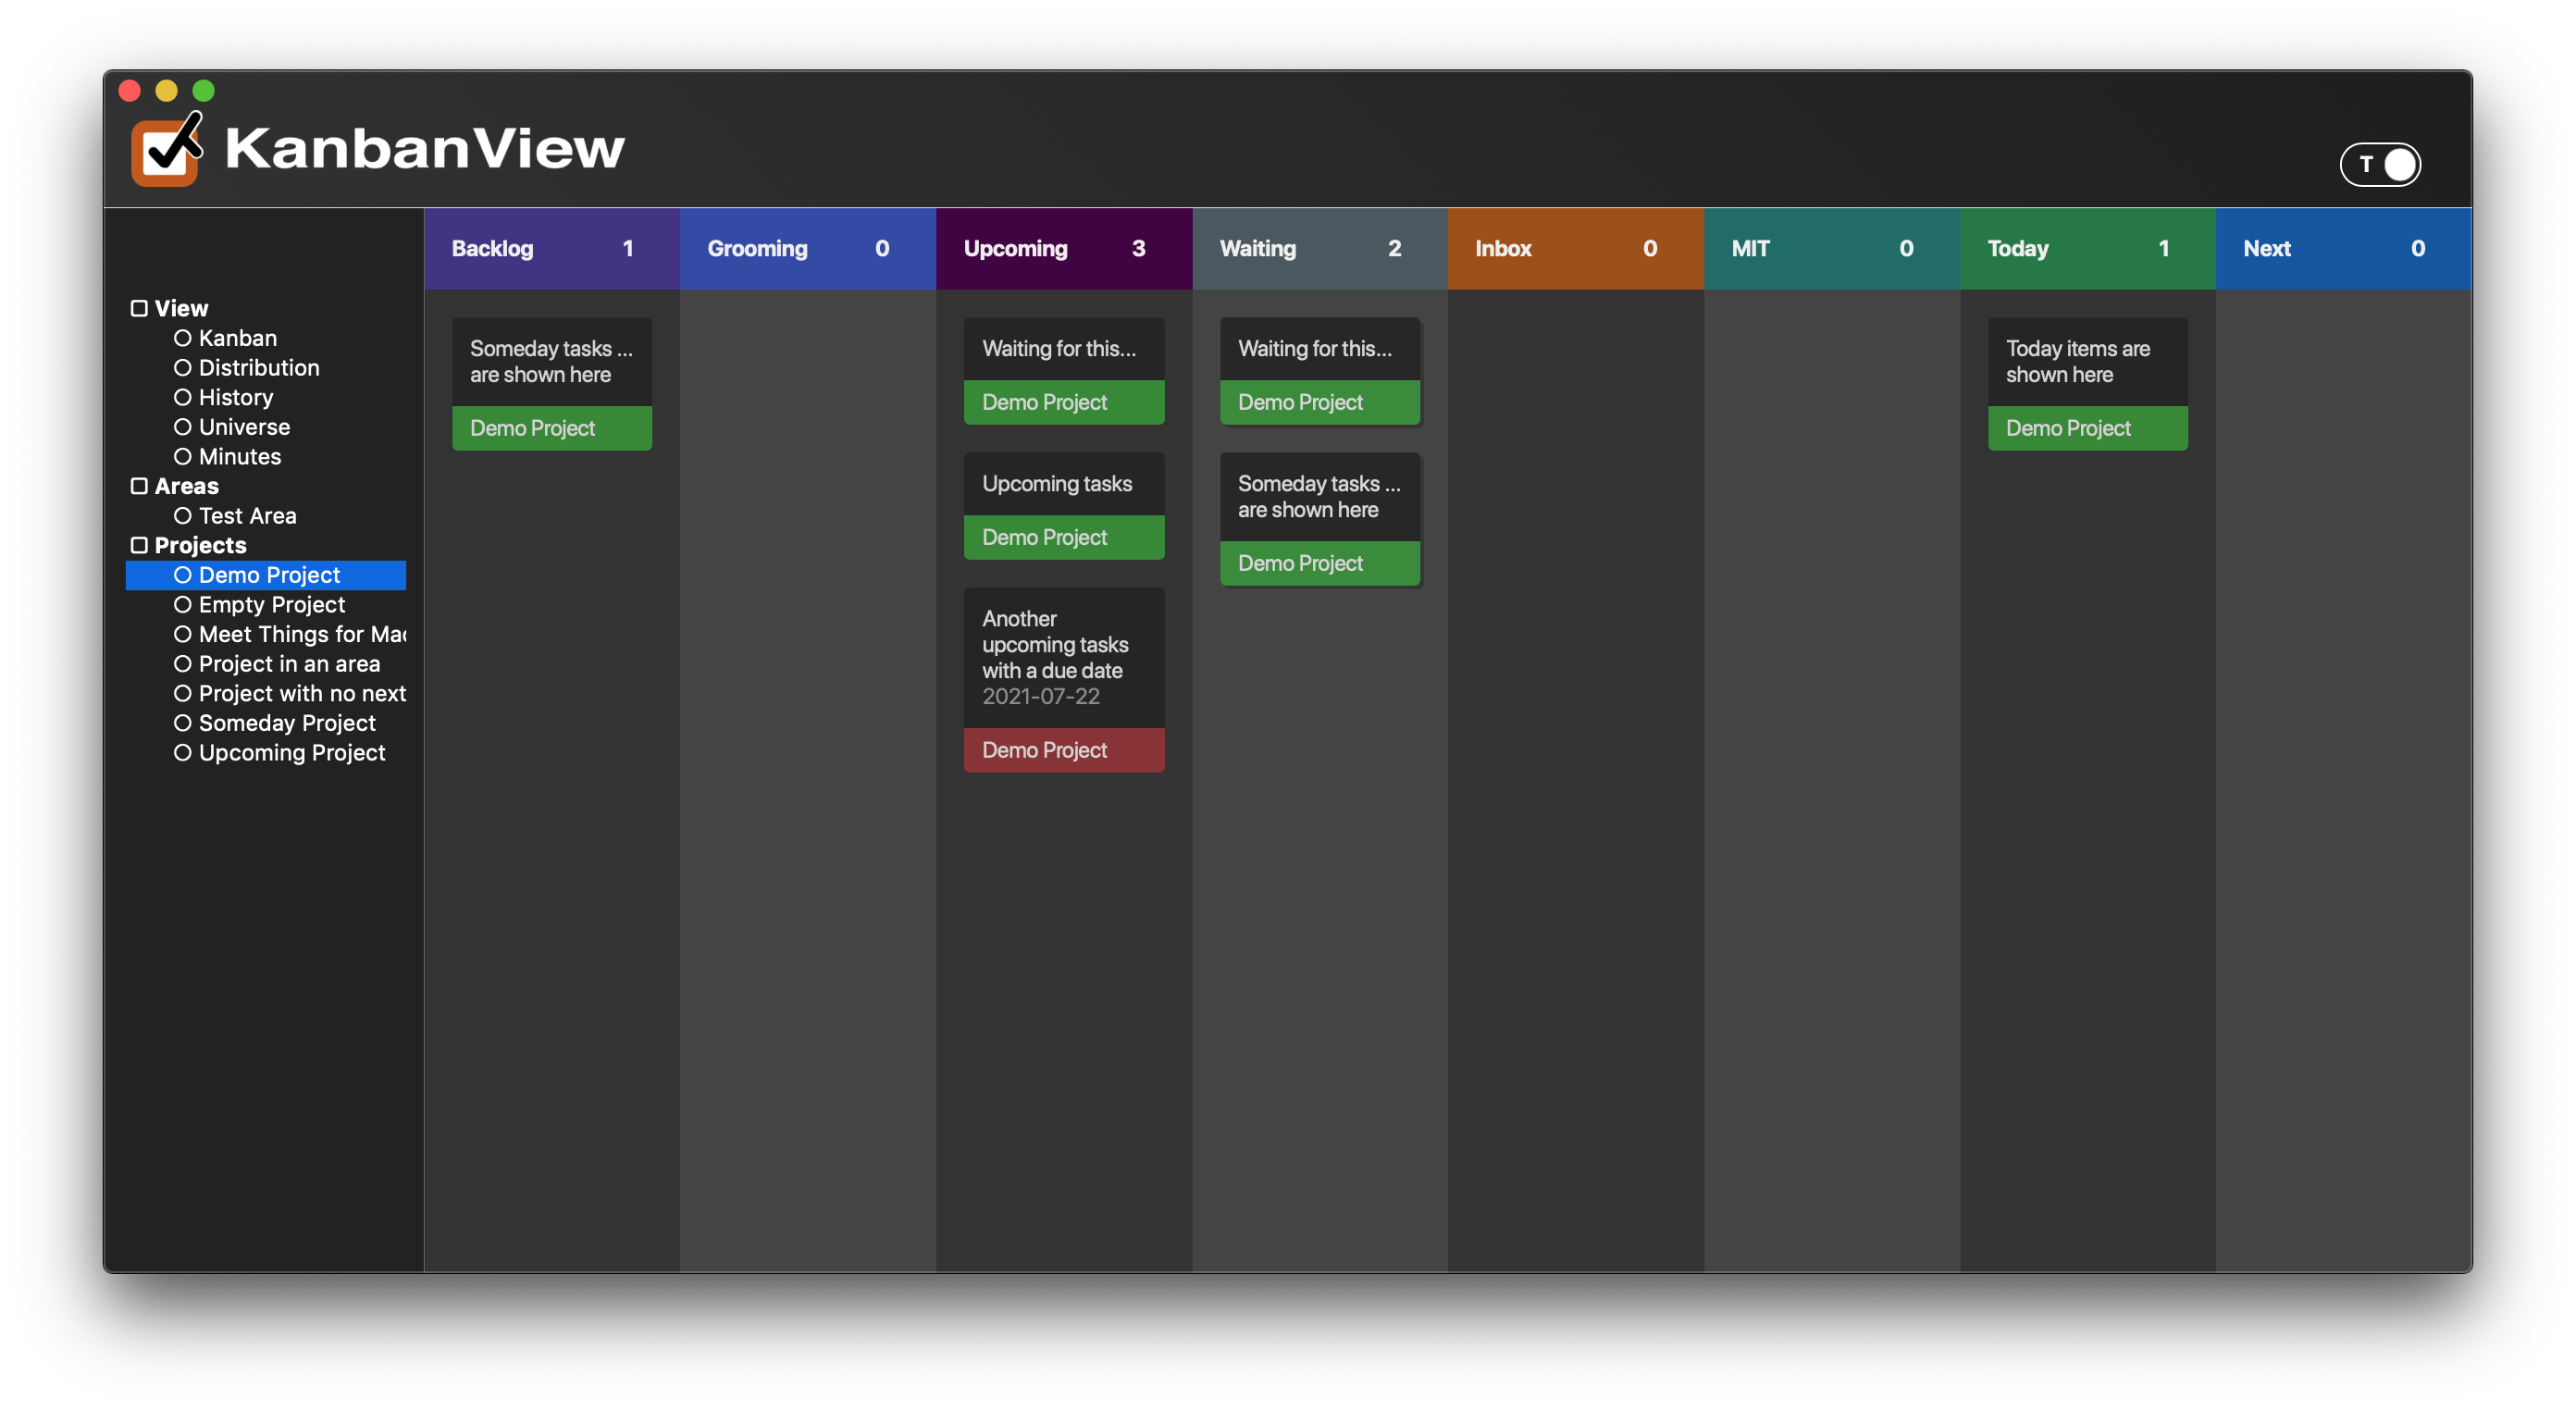 KanbanView
T
View
Kanban
Distribution
History
Universe
Minutes
Areas
Test Area
Projects
Demo Project
Empty Project
Meet Things for Mac
Project in an area
Project with no next
Someday Project
Upcoming Project
Backlog 1
Someday tasks ...
are shown here
Demo Project
Grooming 0
Upcoming 3
Waiting for this...
Demo Project
Upcoming tasks
Demo Project
Another
upcoming tasks
with a due date
2021-07-22
Demo Project
Waiting 2
Waiting for this...
Demo Project
Someday tasks ...
are shown here
Demo Project
Inbox 0
MIT 0
Today 1
Today items are
shown here
Demo Project
Next 0